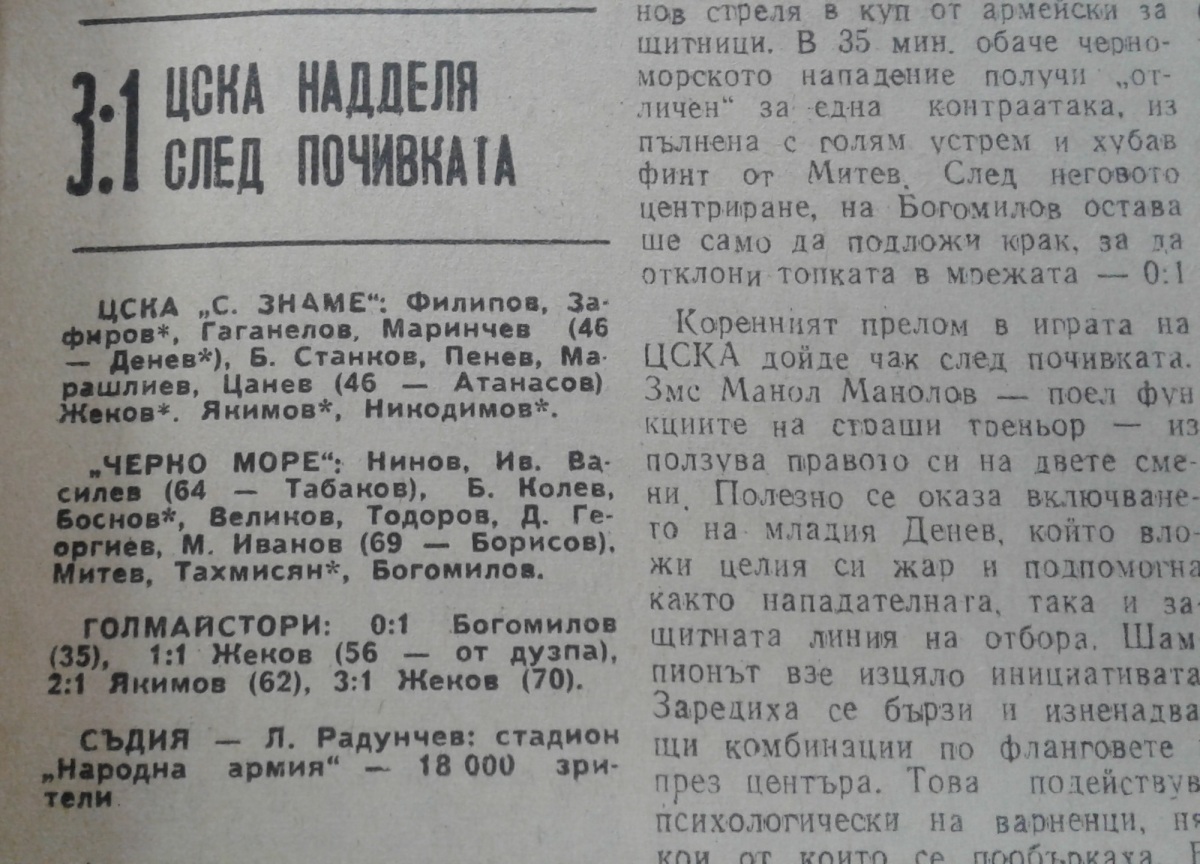 3:1 ЦСКА НАДДЕЛЯ
СЛЕД ПОЧИВКАТА
ЦСКА „С. ЗНАМЕ“: Филипов, За-
фиров*, Гаганелов, Маринчев (46
— Денев*), Б. Станков, Пенев, Ма-
рашлиев, Цанев (46 — Атанасов)
Жеков*. Якимов*, Никодимов*.
„ЧЕРНО МОРЕ“: Нинов, Ив. Ва-
силев (64 — Табаков), Б. Колев,
Боснов*, Великов, Тодоров, Д. Ге-
оргиев, М. Иванов (69 — Борисов),
Митев, Тахмисян*, Богомилов.
ГОЛМАЙСТОРИ: 0:1 Богомилов
(35), 1:1 Жеков (56 — от дузпа),
2:1 Якимов (62), 3:1 Жеков (70).
СЪДИЯ — Л. Радунчев: стадион
„Народна армия“ — 18 000 зри-
тели
нов стреля в куп от армейски за
щитници. В 35 мин. обаче черно-
морското нападение получи „от-
личен“ за една контраатака, из
пълнена с голям устрем и хубав
финт от Митев. След неговото
центриране, на Богомилов остава
ше само да подложи крак, за да
отклони топката в мрежата — 0:1
Коренният прелом в играта на
ЦСКА дойде чак след почивката.
Змс Манол Манолов — поел фун
кциите на старши треньор — из
ползува правото си на двете сме-
ни. Полезно се оказа включване-
то на младия Денев, който вло-
жи целия си жар и подпомогна
както нападателната, така и за-
щитната линия на отбора. Шам
пионът взе изцяло инициативата
Заредиха се бързи и изненадва
щи комбинации по фланговете
през центъра. Това подействув
психологически на варненци, ня
кои от които се пообъркаха.